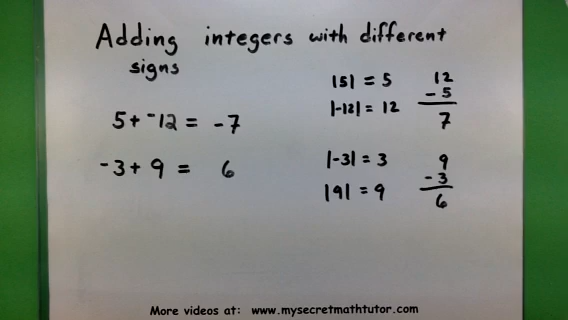 Adding integers with different
signs
5 + -12 = -7
-3 + 9 = 6
|5| = 5
|-12| = 12
12
- 5
7
|-3| = 3
|9| = 9
9
- 3
6
More videos at: www.mysecretmathtutor.com